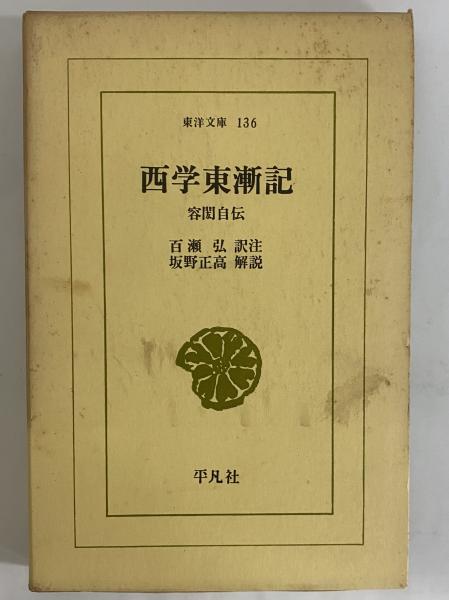 東洋文庫 136
西学東漸記
容閎自伝
百瀬 弘 訳注
坂野正高 解説
平凡社